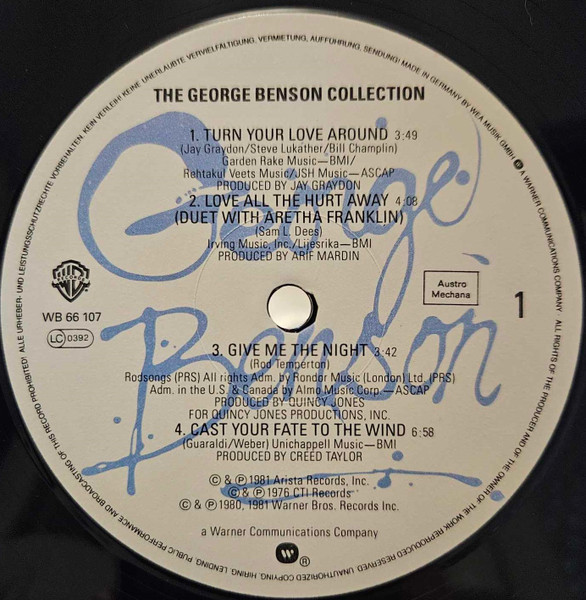 KEIN VERLEIH! KEINE UNERLAUBTE VERVIELFÄLTIGUNG, VERMIETUNG, AUFFÜHRUNG, SENDUNG! MADE IN GERMANY BY WEA MUSIK GMBH
A WARNER COMMUNICATIONS COMPANY. ALL RIGHTS OF THE PRODUCER AND OF THE OWNER OF THE WORK REPRODUCED RESERVED. UNAUTHORIZED COPYING, HIRING, LENDING, PUBLIC PERFORMANCE AND BROADCASTING OF THIS RECORD PROHIBITED! ALLE URHEBER- UND LEISTUNGSSCHUTZRECHTE VORBEHALTEN.
THE GEORGE BENSON COLLECTION
George
Benson
1. TURN YOUR LOVE AROUND 3:49
(Jay Graydon/Steve Lukather/Bill Champlin)
Garden Rake Music—BMI/
Rehtakul Veets Music/JSH Music—ASCAP
PRODUCED BY JAY GRAYDON
2. LOVE ALL THE HURT AWAY 4:08
(DUET WITH ARETHA FRANKLIN)
(Sam L. Dees)
Irving Music, Inc./Lijesrika—BMI
PRODUCED BY ARIF MARDIN
WB RECORDS
WB 66 107
LC 0392
Austro
Mechana
1
3. GIVE ME THE NIGHT 3:42
(Rod Temperton)
Rodsongs (PRS) All rights Adm. by Rondor Music (London) Ltd. (PRS)
Adm. in the U.S. & Canada by Almo Music Corp.—ASCAP
PRODUCED BY QUINCY JONES
FOR QUINCY JONES PRODUCTIONS, INC.
4. CAST YOUR FATE TO THE WIND 6:58
(Guaraldi/Weber) Unichappell Music—BMI
PRODUCED BY CREED TAYLOR
© & ℗ 1981 Arista Records, Inc.
© & ℗ 1976 CTI Records
© & ℗ 1980, 1981 Warner Bros. Records Inc.
a Warner Communications Company
®